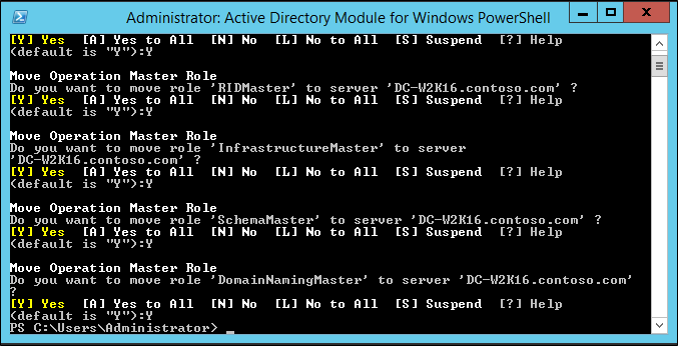 Administrator: Active Directory Module for Windows PowerShell
[Y] Yes  [A] Yes to All  [N] No  [L] No to All  [S] Suspend  [?] Help
(default is "Y"):Y
Move Operation Master Role
Do you want to move role 'RIDMaster' to server 'DC-W2K16.contoso.com' ?
[Y] Yes  [A] Yes to All  [N] No  [L] No to All  [S] Suspend  [?] Help
(default is "Y"):Y
Move Operation Master Role
Do you want to move role 'InfrastructureMaster' to server
'DC-W2K16.contoso.com' ?
[Y] Yes  [A] Yes to All  [N] No  [L] No to All  [S] Suspend  [?] Help
(default is "Y"):Y
Move Operation Master Role
Do you want to move role 'SchemaMaster' to server 'DC-W2K16.contoso.com' ?
[Y] Yes  [A] Yes to All  [N] No  [L] No to All  [S] Suspend  [?] Help
(default is "Y"):Y
Move Operation Master Role
Do you want to move role 'DomainNamingMaster' to server 'DC-W2K16.contoso.com'
?
[Y] Yes  [A] Yes to All  [N] No  [L] No to All  [S] Suspend  [?] Help
(default is "Y"):Y
PS C:\Users\Administrator> _